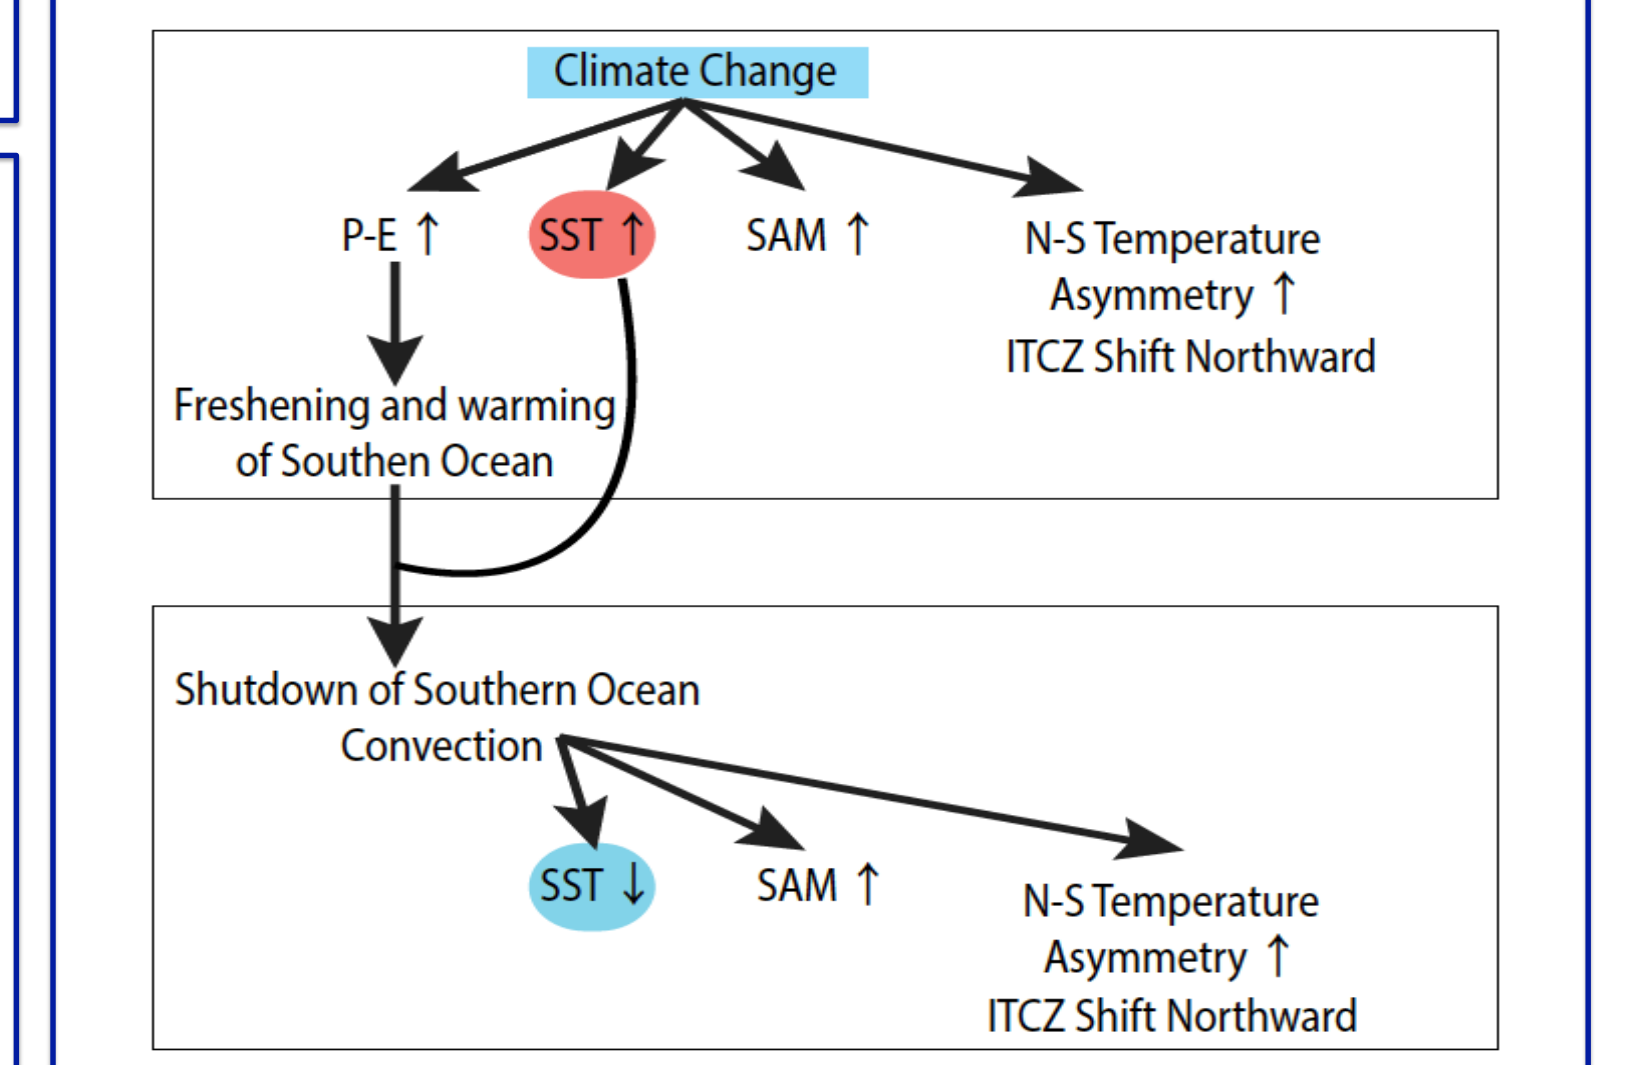 Climate Change
P-E ↑
SST ↑
SAM ↑
N-S Temperature
Asymmetry ↑
ITCZ Shift Northward
Freshening and warming
of Southen Ocean
Shutdown of Southern Ocean
Convection
SST ↓
SAM ↑
N-S Temperature
Asymmetry ↑
ITCZ Shift Northward